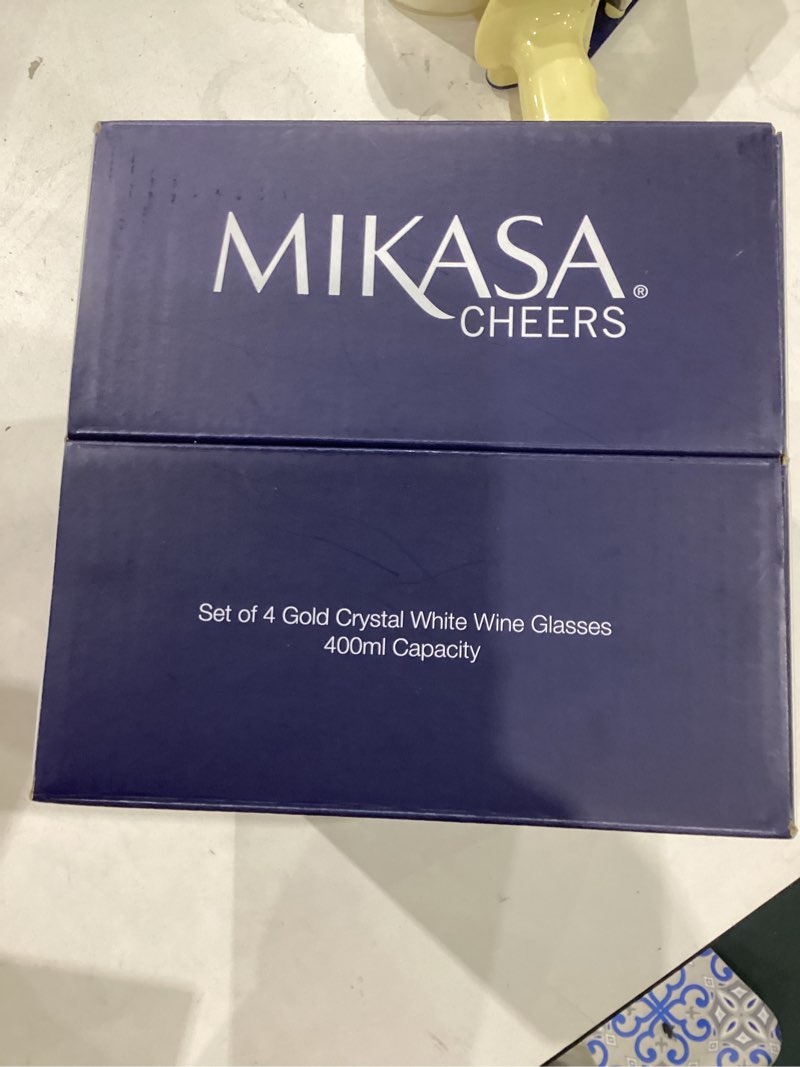 MIKASA®
CHEERS
Set of 4 Gold Crystal White Wine Glasses
400ml Capacity